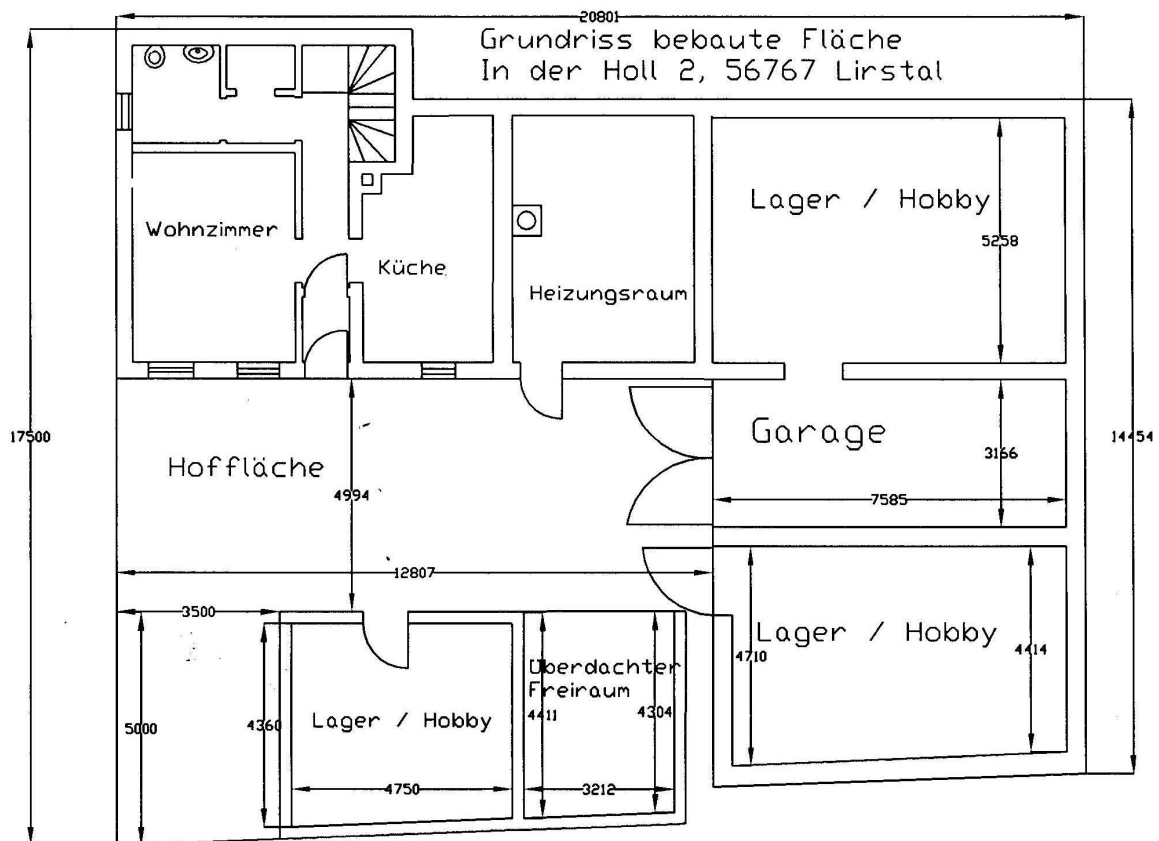 20801
Grundriss bebaute Fläche
In der Holl 2, 56767 Lirstal
Lager / Hobby
Wohnzimmer
5258
Küche
Heizungsraum
17500
Garage
14454
3166
Hoffläche
4994
7585
12807
3500
Lager / Hobby
4710
4414
Überdachter
Freiraum
5000
4360
Lager / Hobby
4411
4304
4750
3212